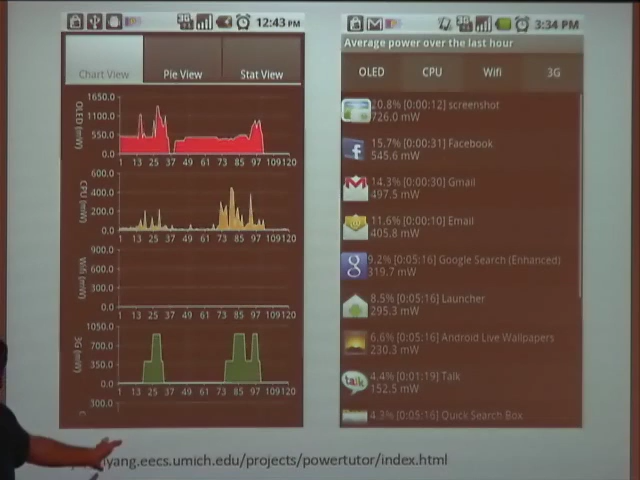 12:43 PM
Chart View
Pie View
Stat View
OLED (mW)
1650.0
1100.0
550.0
0.0
1 13 25 37 49 61 73 85 97 109120
CPU (mW)
600.0
400.0
200.0
0.0
1 13 25 37 49 61 73 85 97 109120
Wifi (mW)
900.0
600.0
300.0
0.0
1 13 25 37 49 61 73 85 97 109120
3G (mW)
1050.0
700.0
350.0
0.0
1 13 25 37 49 61 73 85 97 109120
300.0
3:34 PM
Average power over the last hour
OLED
CPU
Wifi
3G
20.8% [0:00:12] screenshot
726.0 mW
15.7% [0:00:31] Facebook
545.6 mW
14.3% [0:00:30] Gmail
497.5 mW
11.6% [0:00:10] Email
405.8 mW
9.2% [0:05:16] Google Search (Enhanced)
319.7 mW
8.5% [0:05:16] Launcher
295.3 mW
6.6% [0:05:16] Android Live Wallpapers
230.3 mW
talk
4.4% [0:01:19] Talk
152.5 mW
4.3% [0:05:16] Quick Search Box
yang.eecs.umich.edu/projects/powertutor/index.html